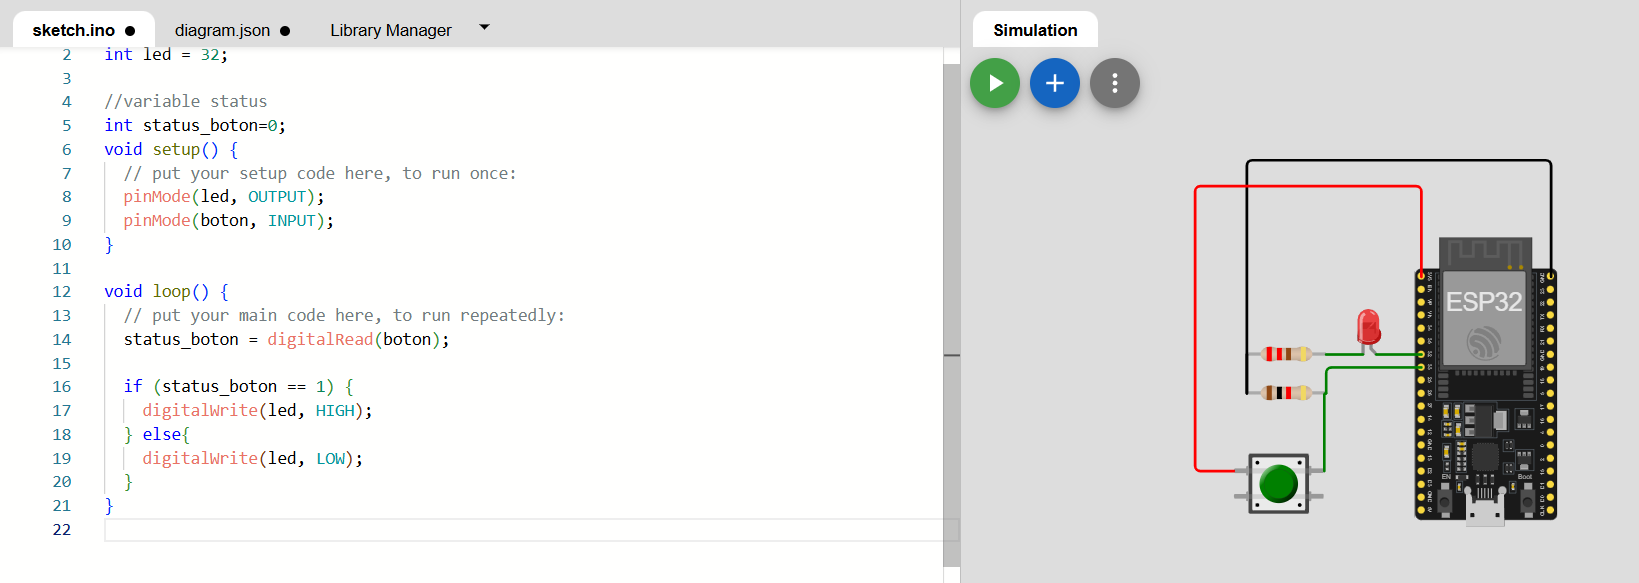 sketch.ino
diagram.json
Library Manager
2 int led = 32;
3
4 //variable status
5 int status_boton=0;
6 void setup() {
7 // put your setup code here, to run once:
8 pinMode(led, OUTPUT);
9 pinMode(boton, INPUT);
10 }
11
12 void loop() {
13 // put your main code here, to run repeatedly:
14 status_boton = digitalRead(boton);
15
16 if (status_boton == 1) {
17 digitalWrite(led, HIGH);
18 } else{
19 digitalWrite(led, LOW);
20 }
21 }
22
Simulation
ESP32
EN
Boot